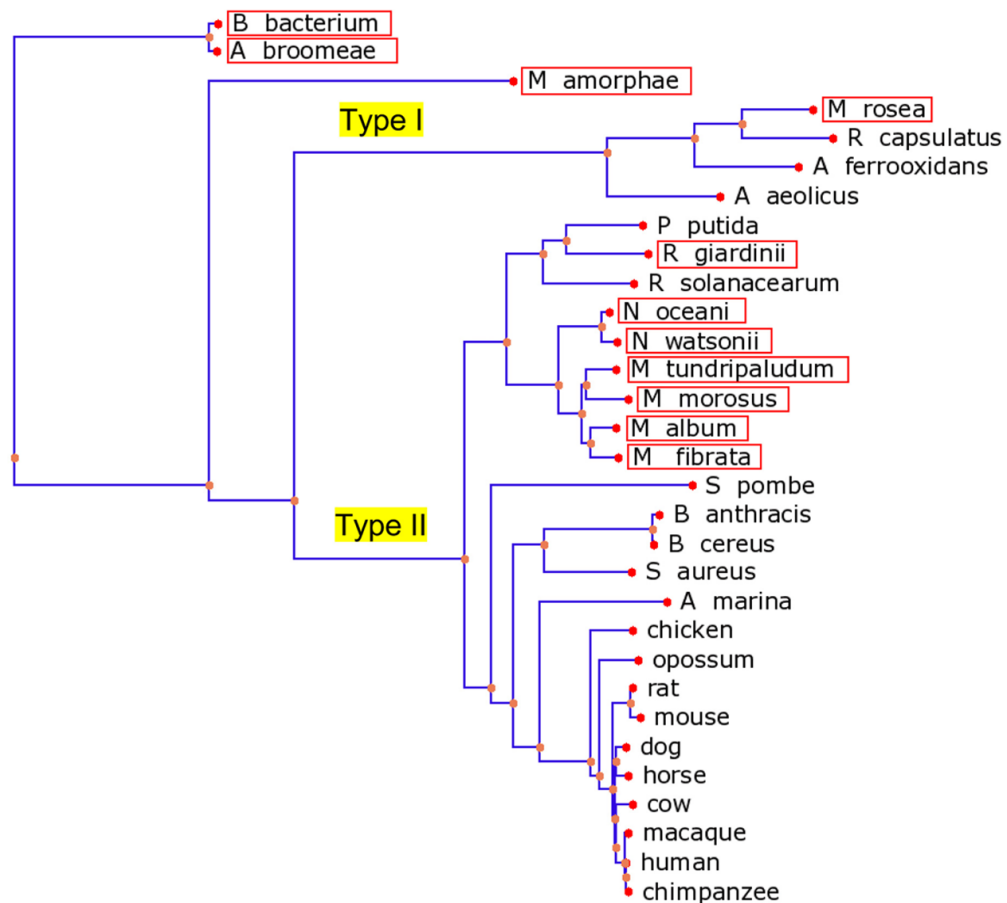 B bacterium
A broomeae
M amorphae
Type I
M rosea
R capsulatus
A ferrooxidans
A aeolicus
P putida
R giardinii
R solanacearum
N oceani
N watsonii
M tundripaludum
M morosus
M album
M fibrata
S pombe
Type II
B anthracis
B cereus
S aureus
A marina
chicken
opossum
rat
mouse
dog
horse
cow
macaque
human
chimpanzee